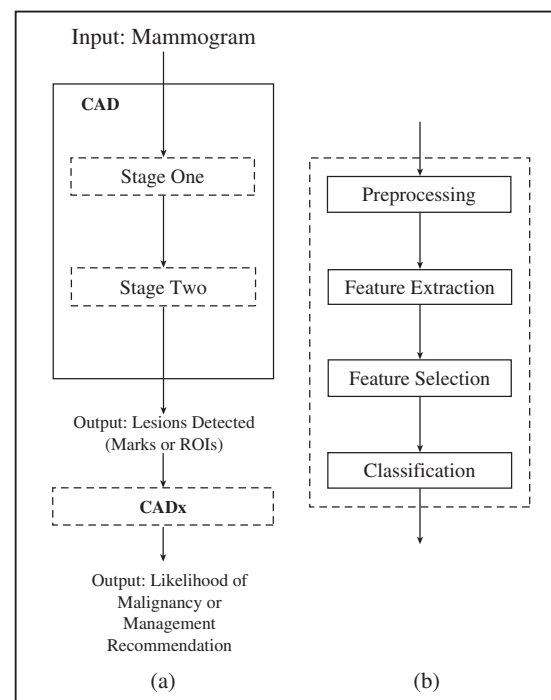 Input: Mammogram
CAD
Stage One
Stage Two
Output: Lesions Detected
(Marks or ROIs)
CADx
Output: Likelihood of
Malignancy or
Management
Recommendation
(a)
Preprocessing
Feature Extraction
Feature Selection
Classification
(b)